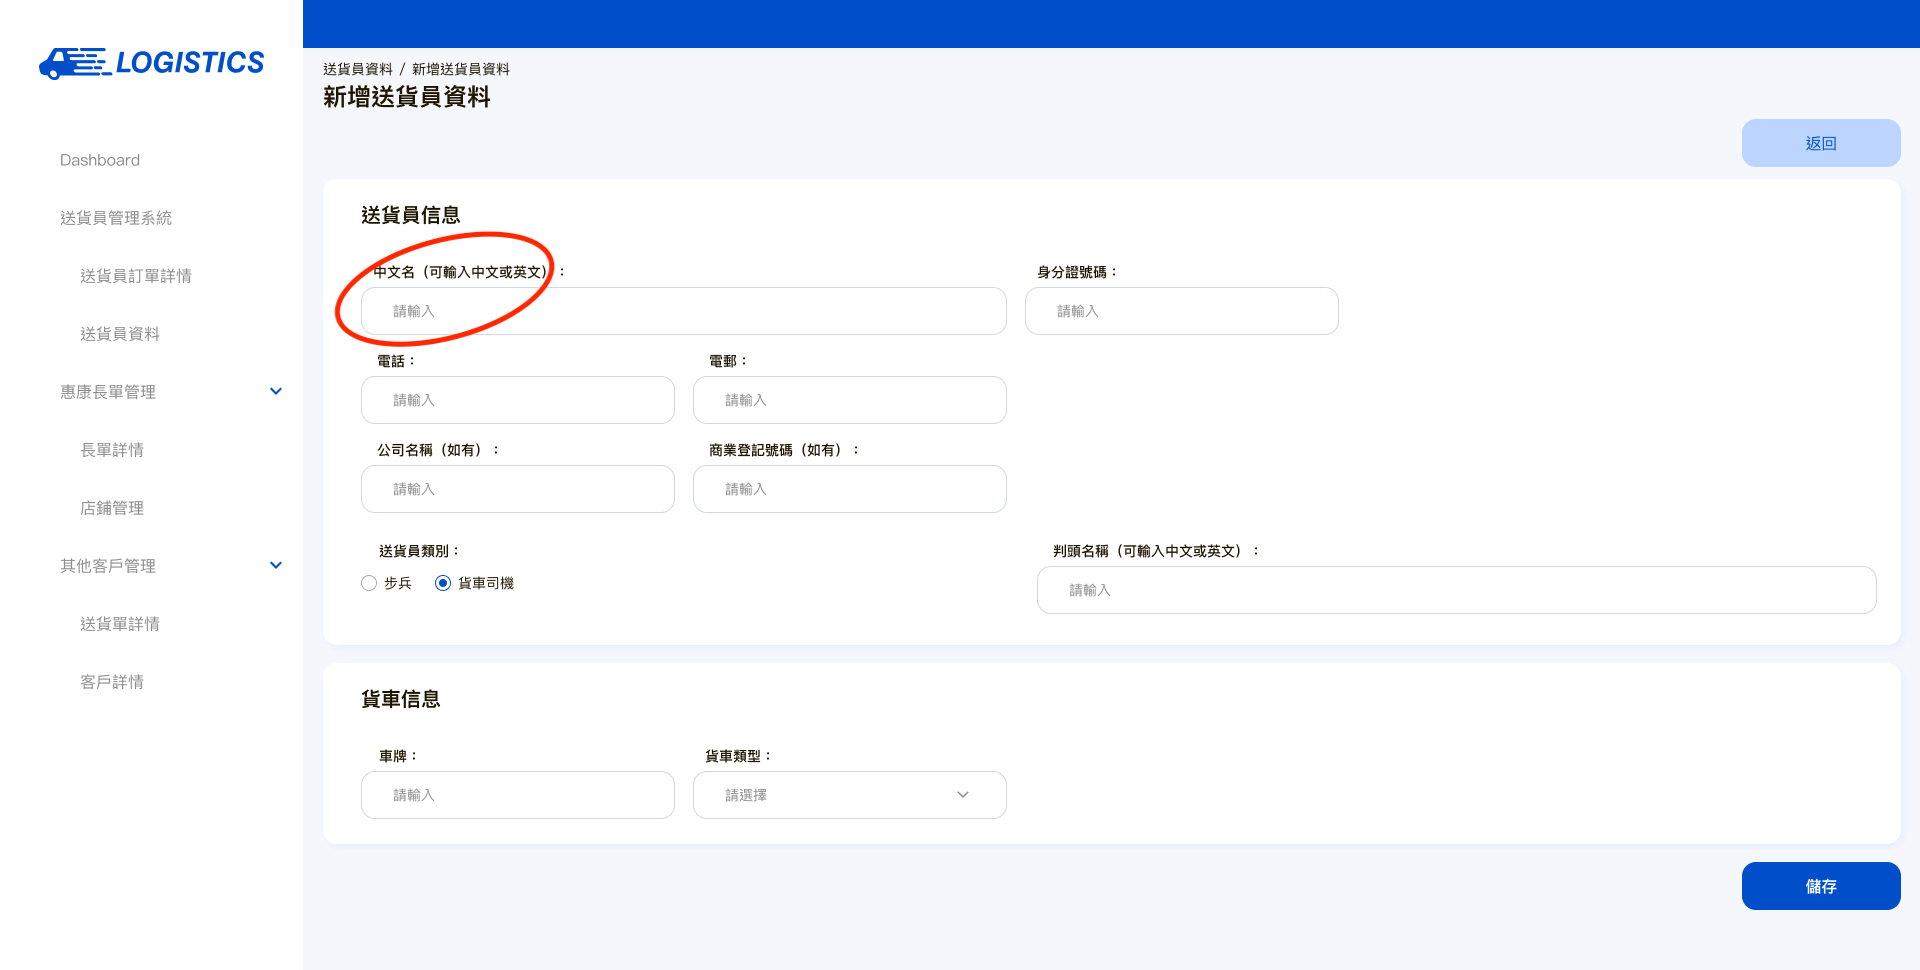 LOGISTICS
Dashboard
送貨員管理系統
送貨員訂單詳情
送貨員資料
惠康長單管理
長單詳情
店鋪管理
其他客戶管理
送貨單詳情
客戶詳情
送貨員資料 / 新增送貨員資料
新增送貨員資料
返回
送貨員信息
中文名（可輸入中文或英文）：
請輸入
身分證號碼：
請輸入
電話：
請輸入
電郵：
請輸入
公司名稱（如有）：
請輸入
商業登記號碼（如有）：
請輸入
送貨員類別：
步兵 貨車司機
判頭名稱（可輸入中文或英文）：
請輸入
貨車信息
車牌：
請輸入
貨車類型：
請選擇
儲存